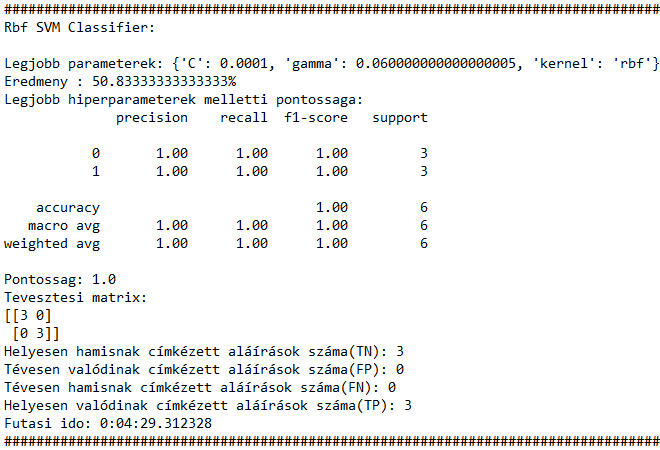 ##################################################################################
Rbf SVM Classifier:
Legjobb parameterek: {'C': 0.0001, 'gamma': 0.060000000000000005, 'kernel': 'rbf'}
Eredmeny : 50.83333333333333%
Legjobb hiperparameterek melletti pontossaga:
precision recall f1-score support
0 1.00 1.00 1.00 3
1 1.00 1.00 1.00 3
accuracy 1.00 6
macro avg 1.00 1.00 1.00 6
weighted avg 1.00 1.00 1.00 6
Pontossag: 1.0
Tevesztesi matrix:
[[3 0]
[0 3]]
Helyesen hamisnak címkézett aláírások száma(TN): 3
Tévesen valódinak címkézett aláírások száma(FP): 0
Tévesen hamisnak címkézett aláírások száma(FN): 0
Helyesen valódinak címkézett aláírások száma(TP): 3
Futasi ido: 0:04:29.312328
##################################################################################